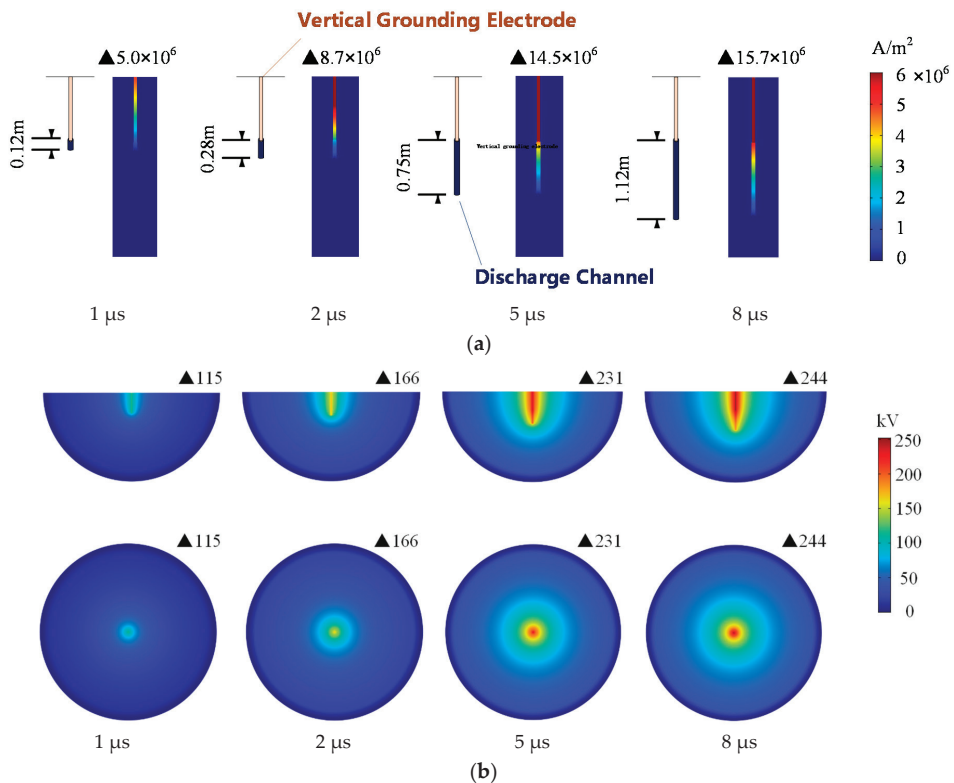 Vertical Grounding Electrode
▲5.0×10⁶
▲8.7×10⁶
▲14.5×10⁶
▲15.7×10⁶
A/m²
6 ×10⁶
5
4
3
2
1
0
0.12m
0.28m
0.75m
1.12m
Vertical grounding electrode
Discharge Channel
1 μs
2 μs
5 μs
8 μs
(a)
▲115
▲166
▲231
▲244
kV
250
200
150
100
50
0
▲115
▲166
▲231
▲244
1 μs
2 μs
5 μs
8 μs
(b)